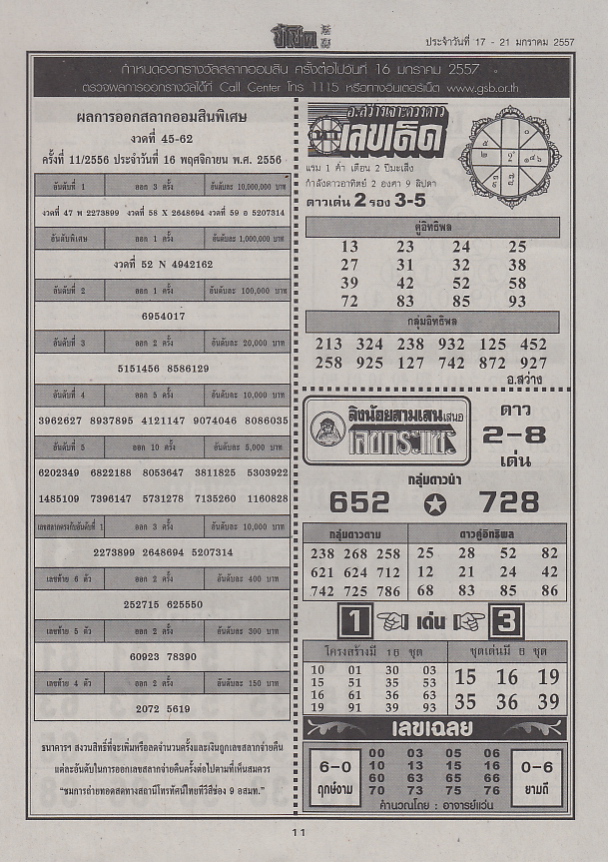 ชี้โชค
ประจำวันที่ 17 - 21 มกราคม 2557
กำหนดออกรางวัลสลากออมสิน ครั้งต่อไปวันที่ 16 มกราคม 2557
ตรวจผลการออกรางวัลได้ที่ Call Center โทร 1115 หรือทางอินเตอร์เน็ต www.gsb.or.th
ผลการออกสลากออมสินพิเศษ
งวดที่ 45-62
ครั้งที่ 11/2556 ประจำวันที่ 16 พฤศจิกายน พ.ศ. 2556
อันดับที่ 1 ออก 3 ครั้ง อันดับละ 10,000,000 บาท
งวดที่ 47 พ 2273899 งวดที่ 58 X 2648694 งวดที่ 59 อ 5207314
อันดับพิเศษ ออก 1 ครั้ง อันดับละ 1,000,000 บาท
งวดที่ 52 N 4942162
อันดับที่ 2 ออก 1 ครั้ง อันดับละ 100,000 บาท
6954017
อันดับที่ 3 ออก 2 ครั้ง อันดับละ 20,000 บาท
5151456 8586129
อันดับที่ 4 ออก 5 ครั้ง อันดับละ 10,000 บาท
3962627 8937895 4121147 9074046 8086035
อันดับที่ 5 ออก 10 ครั้ง อันดับละ 5,000 บาท
6202349 6822188 8053647 3811825 5303922
1485109 7396147 5731278 7135260 1160828
เลขสลากตรงกับอันดับที่ 1 ออก 3 ครั้ง อันดับละ 10,000 บาท
2273899 2648694 5207314
เลขท้าย 6 ตัว ออก 2 ครั้ง อันดับละ 400 บาท
252715 625550
เลขท้าย 5 ตัว ออก 2 ครั้ง อันดับละ 300 บาท
60923 78390
เลขท้าย 4 ตัว ออก 2 ครั้ง อันดับละ 150 บาท
2072 5619
ธนาคารฯ สงวนสิทธิ์ที่จะเพิ่มหรือลดจำนวนครั้งและเงินถูกเลขสลากจ่ายคืน
แต่ละอันดับในการออกเลขสลากจ่ายคืนครั้งต่อไปตามที่เห็นสมควร
"ชมการถ่ายทอดสดทางสถานีโทรทัศน์ไทยทีวีสีช่อง 9 อสมท."
อ.สว่างเจาะดวงดาว
เลขเด็ด
แรม 1 ค่ำ เดือน 2 ปีมะเส็ง
กำลังดาวอาทิตย์ 2 องศา 9 ลิปดา
ดาวเด่น 2 รอง 3-5
คู่อิทธิพล
13 23 24 25
27 31 32 38
39 42 52 58
72 83 85 93
กลุ่มอิทธิพล
213 324 238 932 125 452
258 925 127 742 872 927
อ.สว่าง
ลิงน้อยสามเสนเสนอ
เลขกระแซะ
ดาว
2-8
เด่น
กลุ่มดาวนำ
652 728
กลุ่มดาวตาม ดาวคู่อิทธิพล
238 268 258 25 28 52 82
621 624 712 12 21 24 42
742 725 786 68 83 85 86
1 เด่น 3
โครงสร้างมี 16 ชุด ชุดเด่นมี 6 ชุด
10 01 30 03
15 51 35 53
16 61 36 63
19 91 39 93
15 16 19
35 36 39
เลขเฉลย
6-0
ฤกษ์งาม
00 03 05 06
10 13 15 16
60 63 65 66
70 73 75 76
0-6
ยามดี
คำนวณโดย : อาจารย์แว่น
11